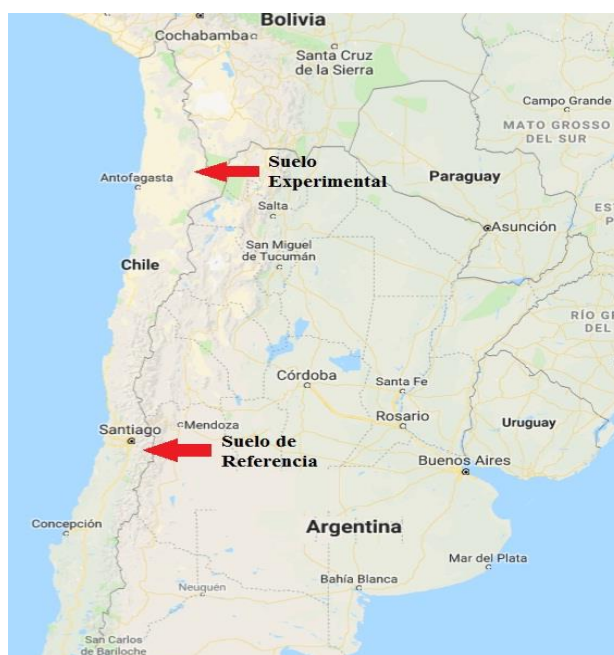 Bolivia
Cochabamba
Santa Cruz
de la Sierra
Campo Grande
MATO GROSSO
DEL SUL
Suelo
Experimental
Antofagasta
Paraguay
Salta
Asunción
San Miguel
de Tucumán
Chile
RÍO G
DEL
Córdoba
Santa Fe
Santiago
Mendoza
Rosario
Uruguay
Suelo de
Referencia
Buenos Aires
Concepción
Argentina
Mar del Plata
Bahía Blanca
Neuquén
San Carlos
de Bariloche